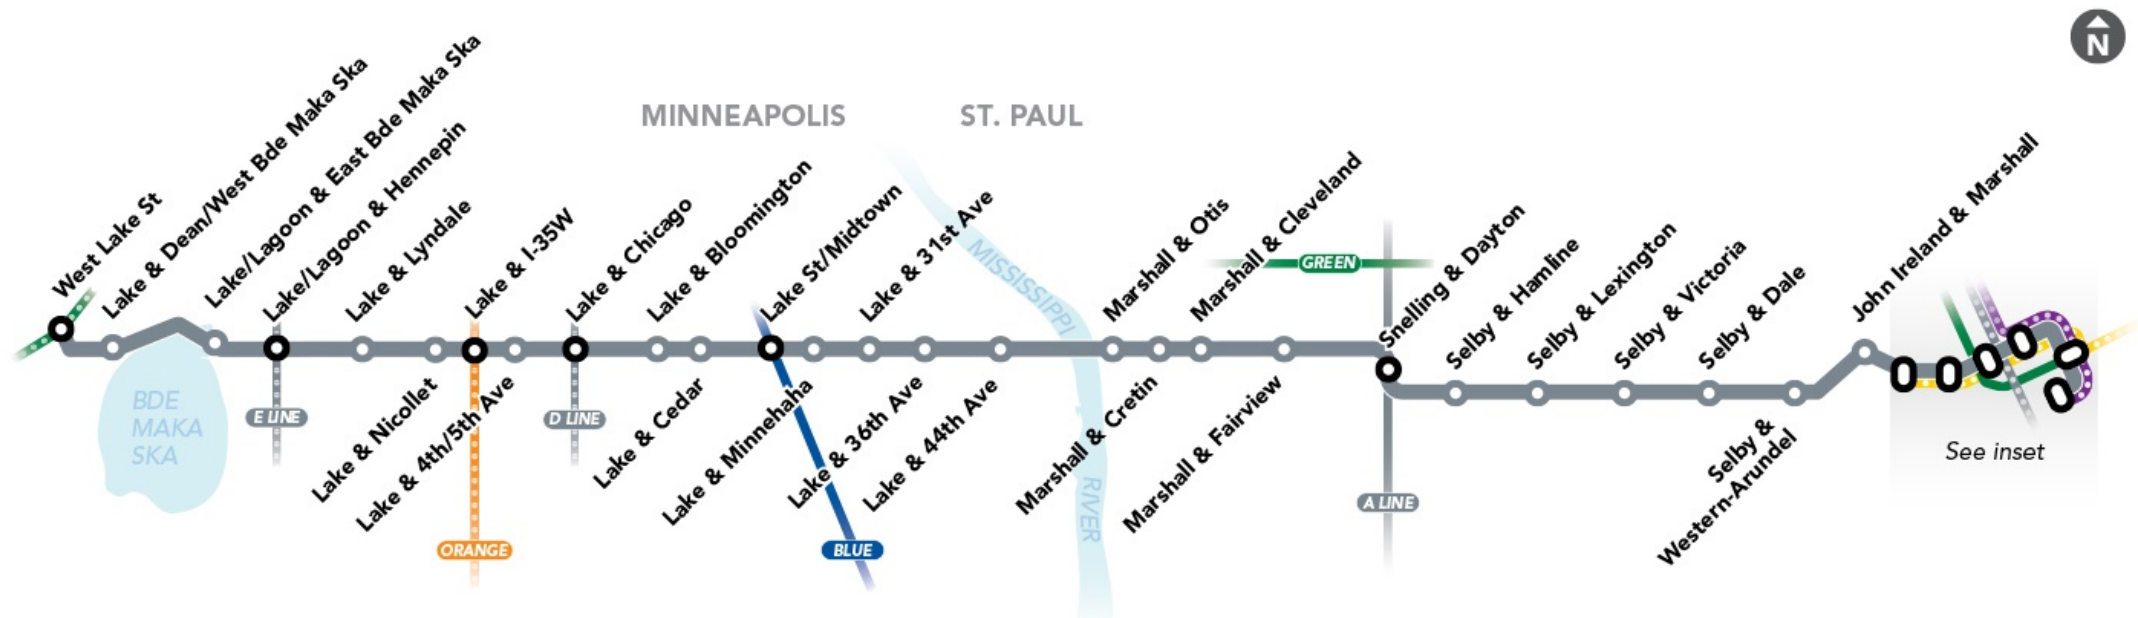 N
MINNEAPOLIS
ST. PAUL
West Lake St
Lake & Dean/West Bde Maka Ska
Lake/Lagoon & East Bde Maka Ska
Lake/Lagoon & Hennepin
Lake & Lyndale
Lake & Nicollet
Lake & I-35W
Lake & 4th/5th Ave
Lake & Chicago
Lake & Bloomington
Lake & Cedar
Lake St/Midtown
Lake & Minnehaha
Lake & 31st Ave
Lake & 36th Ave
Lake & 44th Ave
MISSISSIPPI
RIVER
Marshall & Otis
Marshall & Cretin
Marshall & Cleveland
Marshall & Fairview
GREEN
Snelling & Dayton
Selby & Hamline
Selby & Lexington
Selby & Victoria
Selby & Dale
Selby &
Western-Arundel
John Ireland & Marshall
See inset
BDE
MAKA
SKA
E LINE
ORANGE
D LINE
BLUE
A LINE